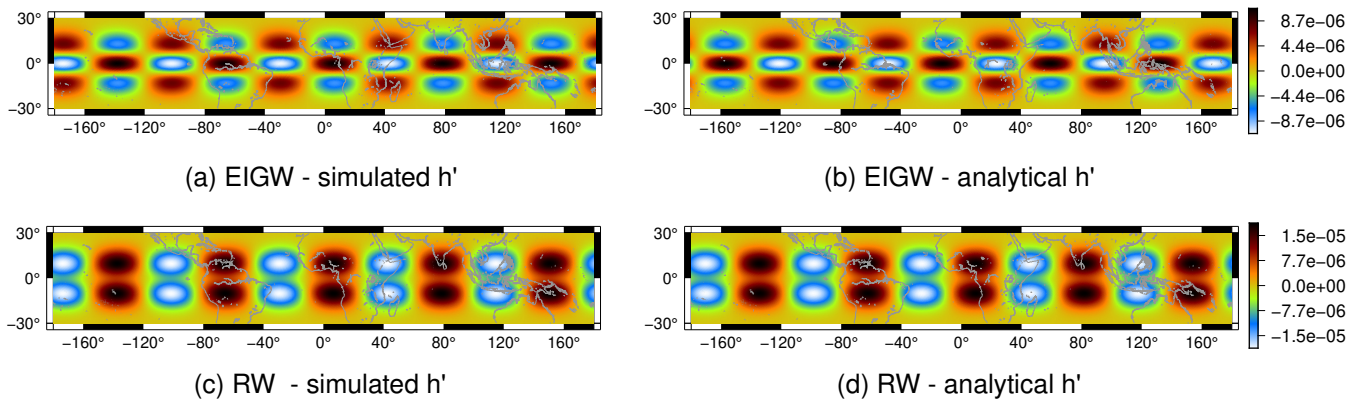 30°
0°
−30°
−160° −120° −80° −40° 0° 40° 80° 120° 160°
(a) EIGW - simulated h'
30°
0°
−30°
−160° −120° −80° −40° 0° 40° 80° 120° 160°
(b) EIGW - analytical h'
8.7e−06
4.4e−06
0.0e+00
−4.4e−06
−8.7e−06
30°
0°
−30°
−160° −120° −80° −40° 0° 40° 80° 120° 160°
(c) RW - simulated h'
30°
0°
−30°
−160° −120° −80° −40° 0° 40° 80° 120° 160°
(d) RW - analytical h'
1.5e−05
7.7e−06
0.0e+00
−7.7e−06
−1.5e−05